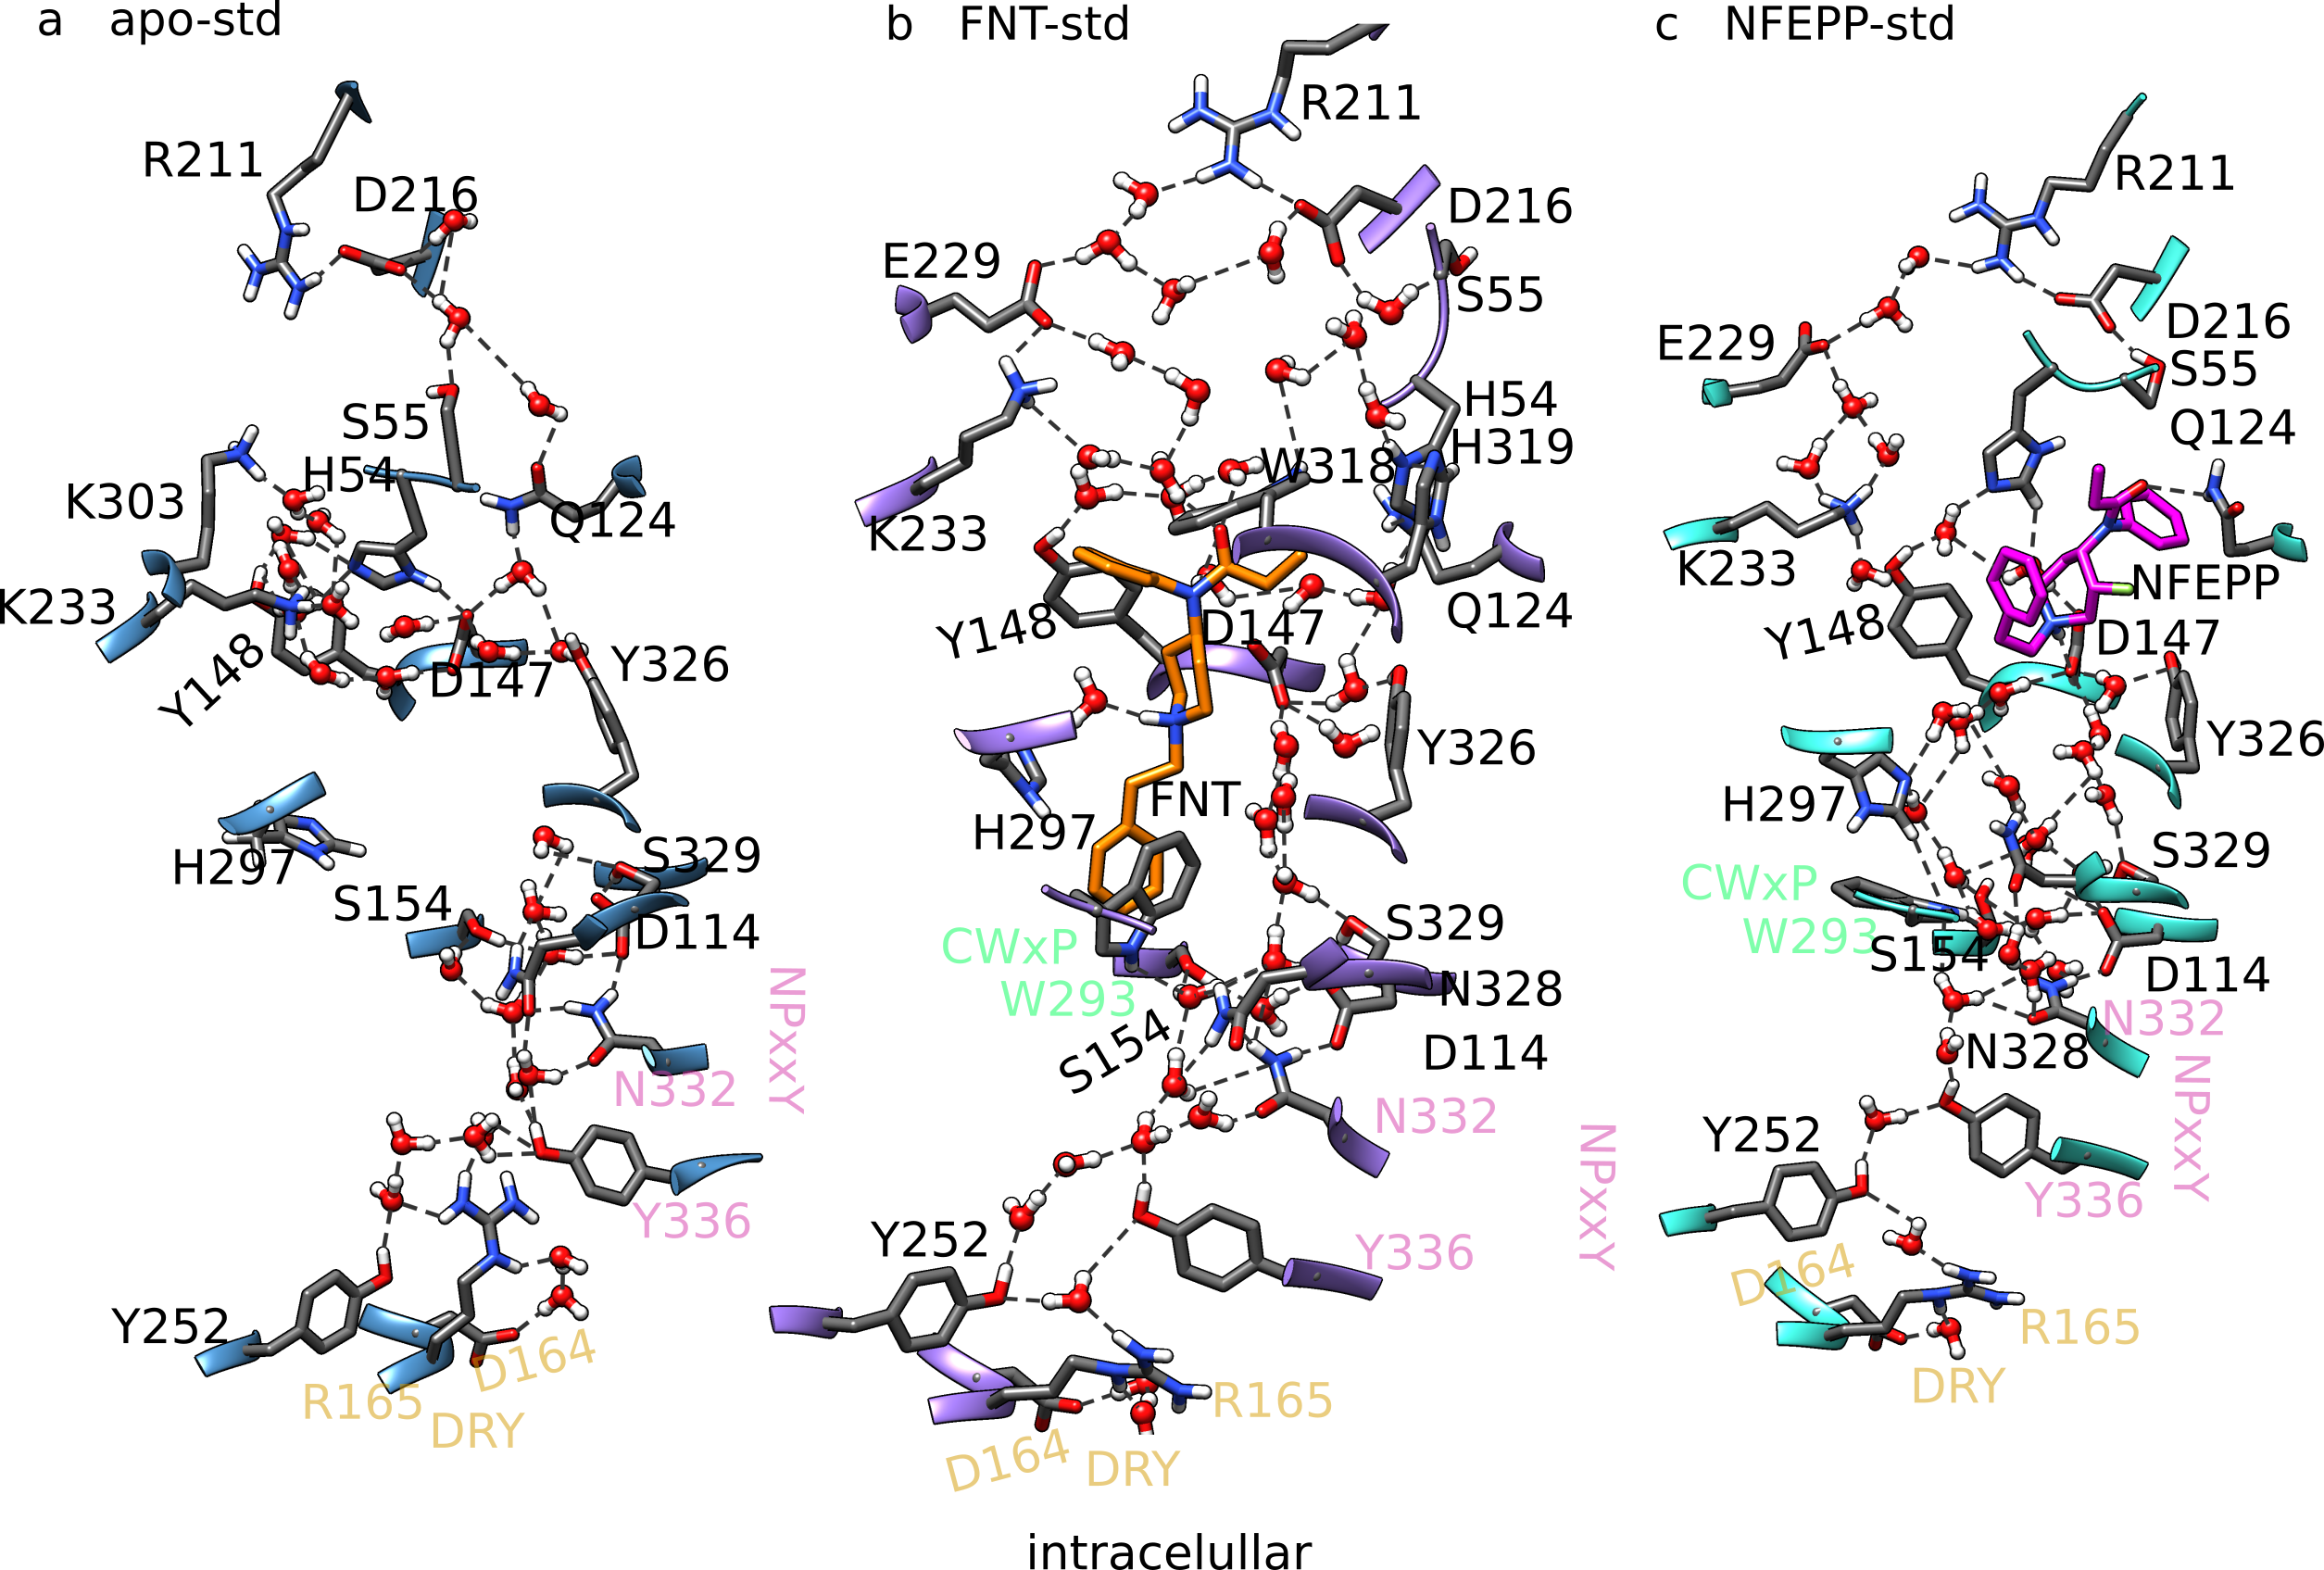 a apo-std
R211
D216
S55
H54
K303
Q124
K233
Y148
D147
Y326
H297
S329
S154
D114
NPxxY
N332
Y336
Y252
D164
R165
DRY
b FNT-std
R211
D216
E229
S55
H54
H319
W318
K233
Q124
Y148
D147
Y326
FNT
H297
S329
CWxP
W293
N328
S154
D114
N332
NPxxY
Y252
Y336
R165
D164
DRY
c NFEPP-std
R211
D216
E229
S55
Q124
K233
NFEPP
Y148
D147
Y326
H297
S329
CWxP
W293
S154
D114
N332
N328
NPxxY
Y252
Y336
D164
R165
DRY
intracelullar